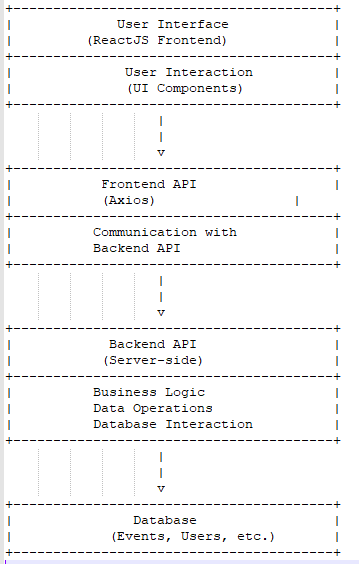 User Interface
(ReactJS Frontend)
User Interaction
(UI Components)
v
Frontend API
(Axios)
Communication with
Backend API
v
Backend API
(Server-side)
Business Logic
Data Operations
Database Interaction
v
Database
(Events, Users, etc.)